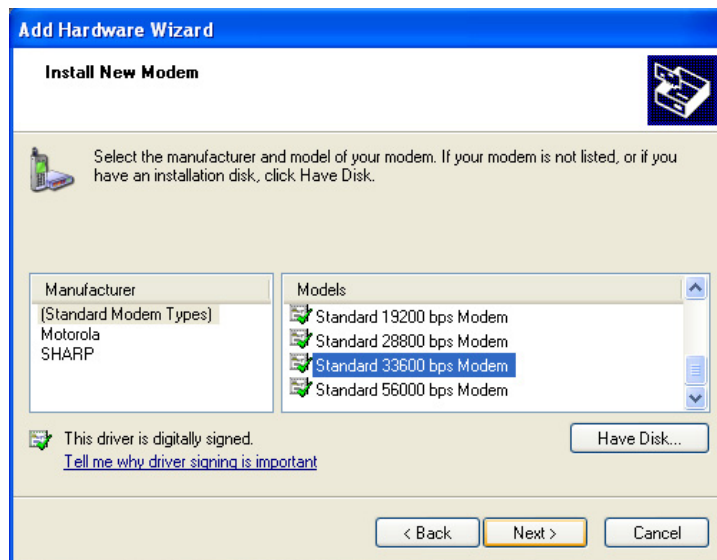 Add Hardware Wizard
Install New Modem
Select the manufacturer and model of your modem. If your modem is not listed, or if you
have an installation disk, click Have Disk.
Manufacturer
(Standard Modem Types)
Motorola
SHARP
Models
Standard 19200 bps Modem
Standard 28800 bps Modem
Standard 33600 bps Modem
Standard 56000 bps Modem
This driver is digitally signed.
Tell me why driver signing is important
Have Disk...
< Back
Next >
Cancel